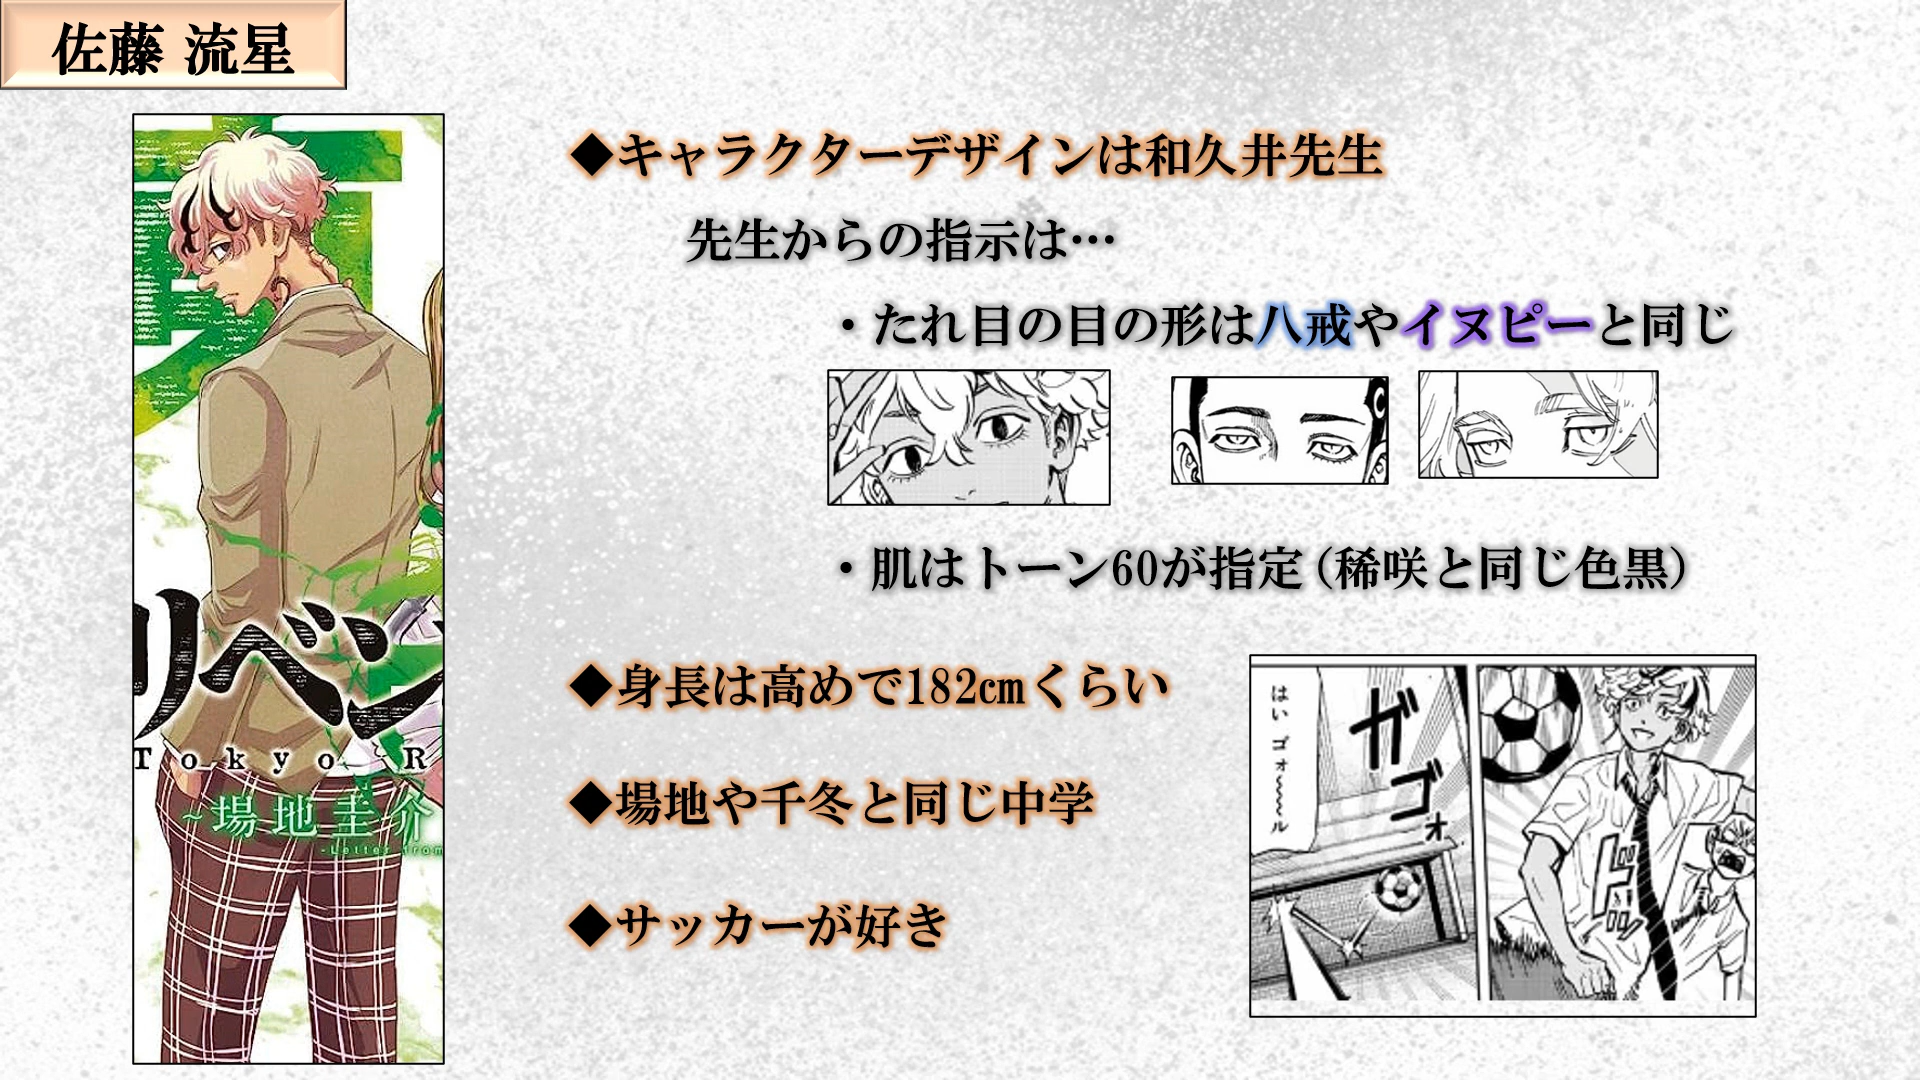 佐藤 流星
◆キャラクターデザインは和久井先生
先生からの指示は…
・たれ目の目の形は八戒やイヌピーと同じ
・肌はトーン60が指定(稀咲と同じ色黒)
◆身長は高めで182㎝くらい
◆場地や千冬と同じ中学
◆サッカーが好き
リベン
Tokyo R
~場地圭介
-Letter from
はい ゴォ~~~~ル
ガ
ゴォ